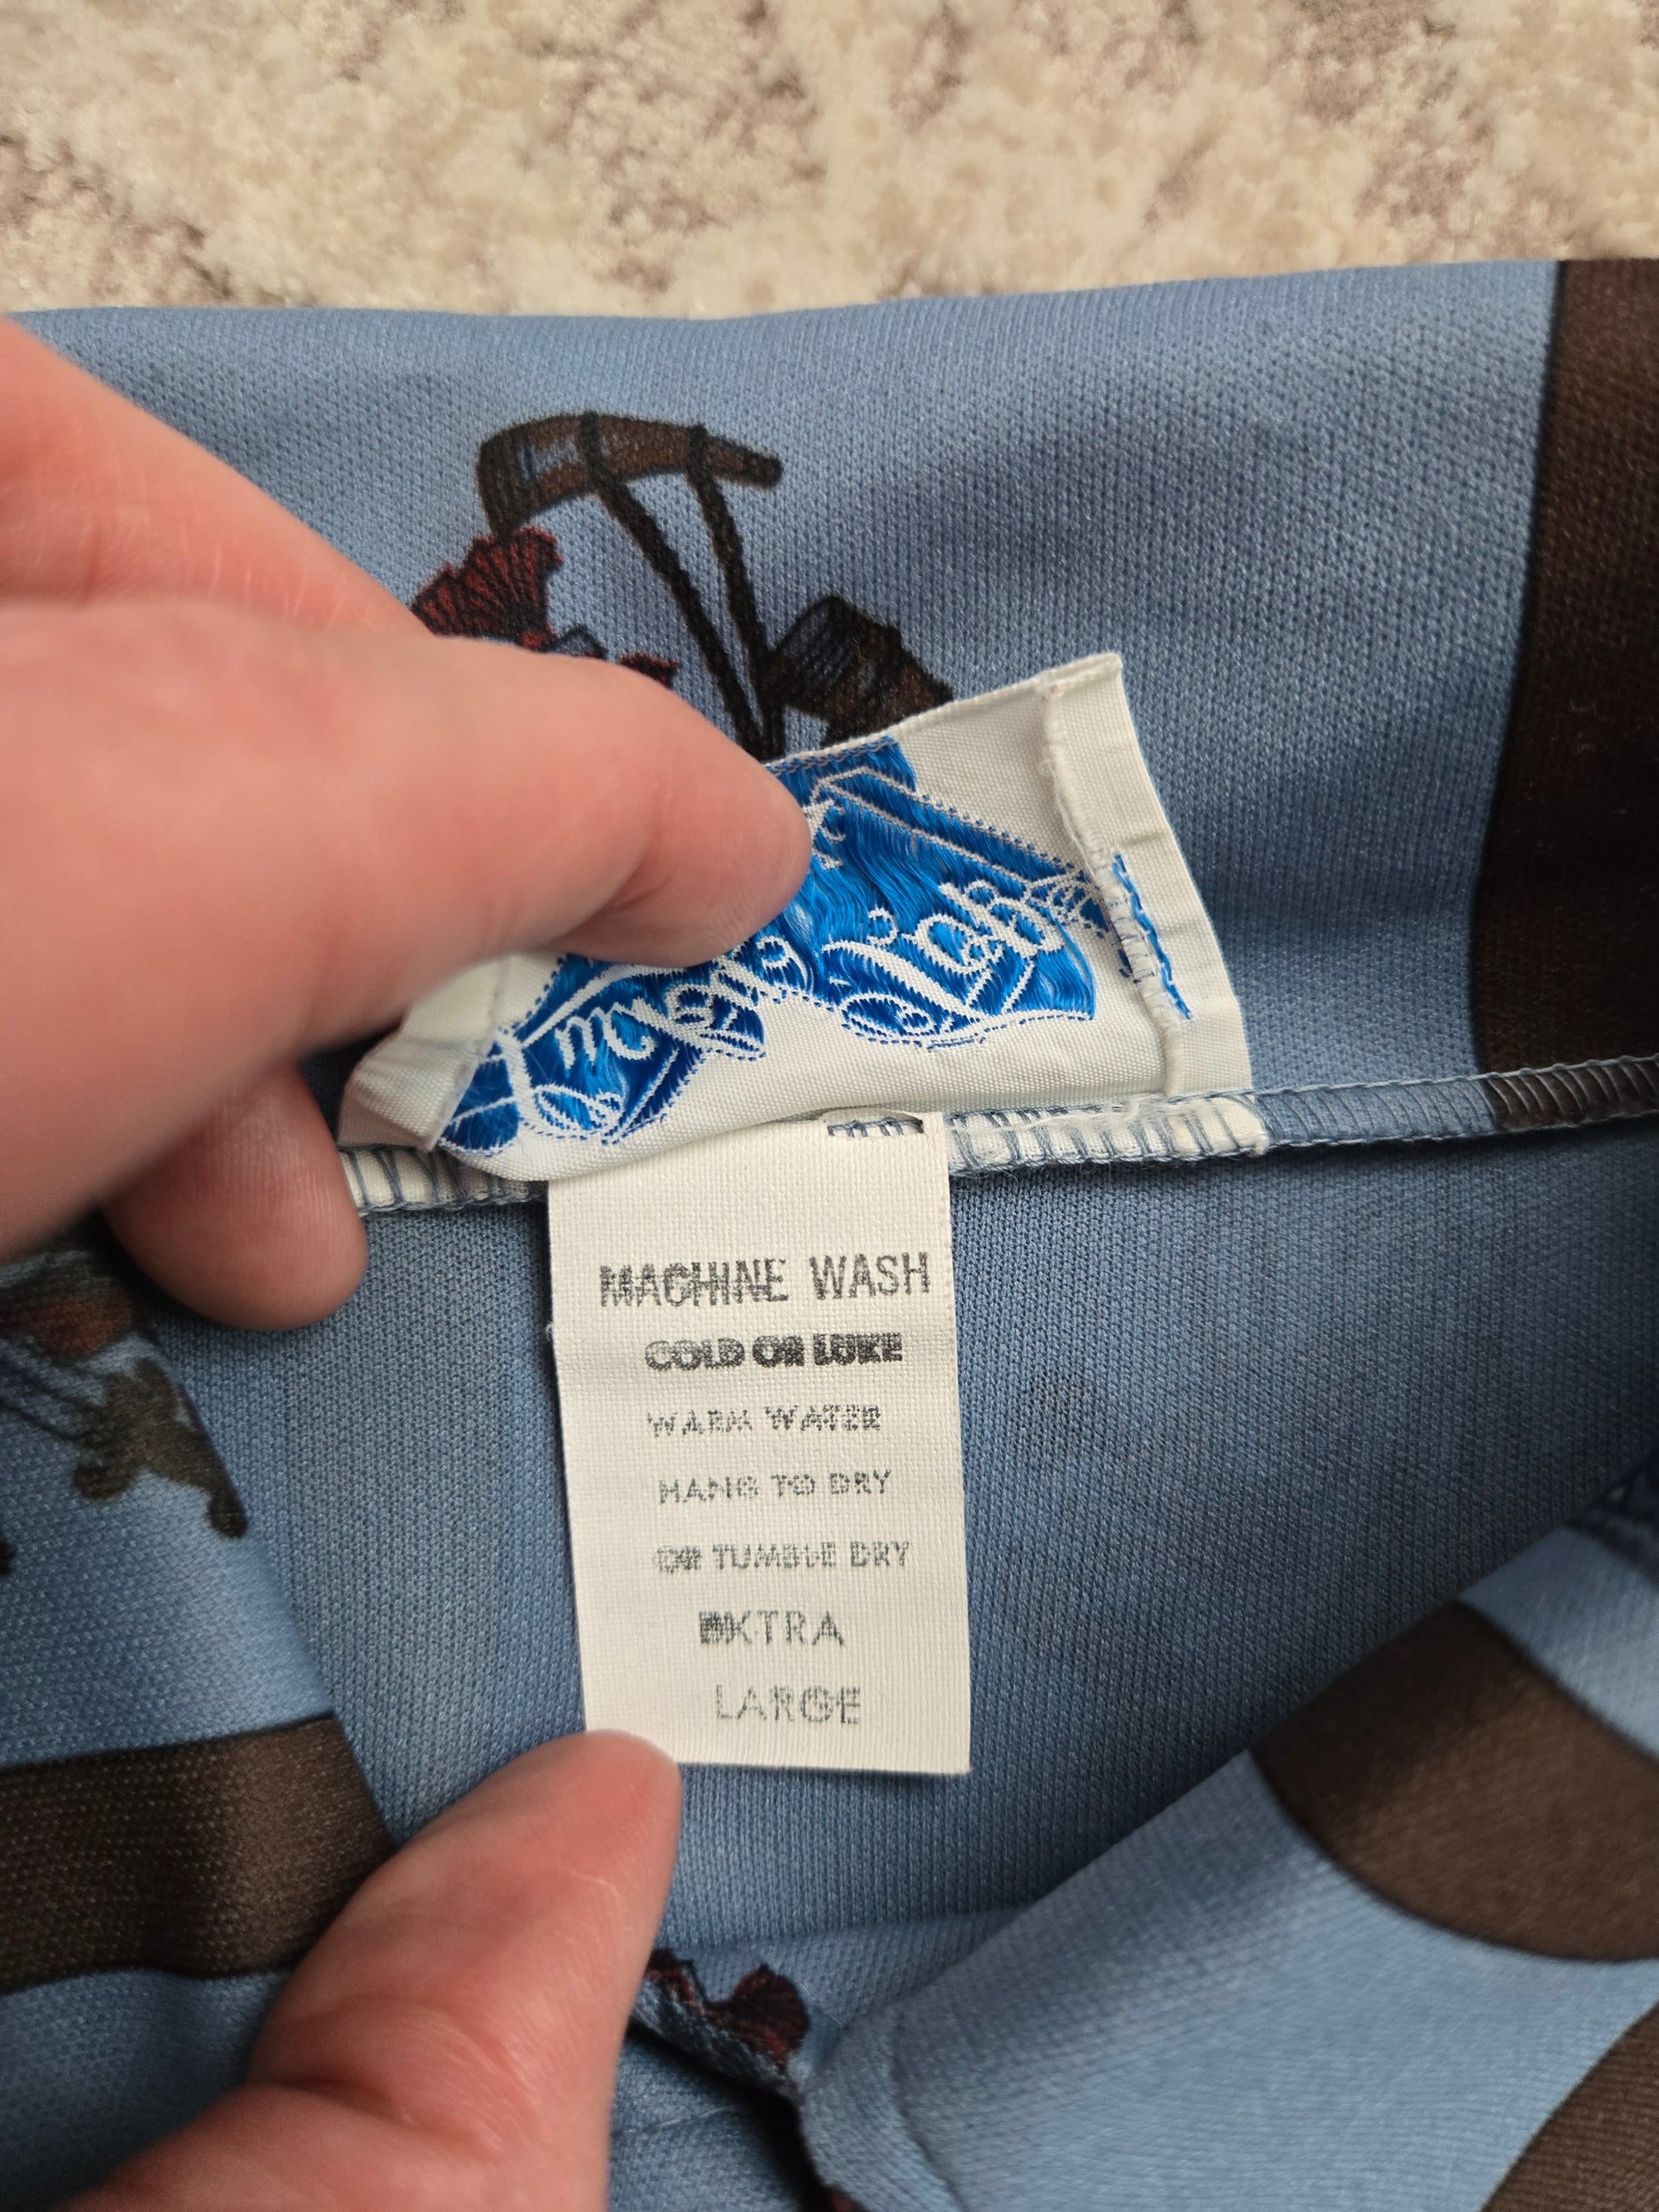 MACHINE WASH
COLD OR LUKE
WARM WATER
HANG TO DRY
OR TUMBLE DRY
EXTRA
LARGE